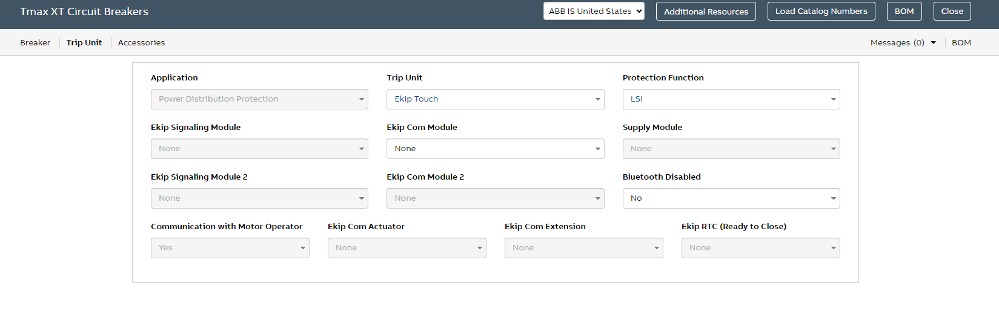 Tmax XT Circuit Breakers
ABB IS United States
Additional Resources
Load Catalog Numbers
BOM
Close
Breaker
Trip Unit
Accessories
Messages (0)
BOM
Application
Trip Unit
Protection Function
Power Distribution Protection
Ekip Touch
LSI
Ekip Signaling Module
Ekip Com Module
Supply Module
None
None
None
Ekip Signaling Module 2
Ekip Com Module 2
Bluetooth Disabled
None
None
No
Communication with Motor Operator
Ekip Com Actuator
Ekip Com Extension
Ekip RTC (Ready to Close)
Yes
None
None
None